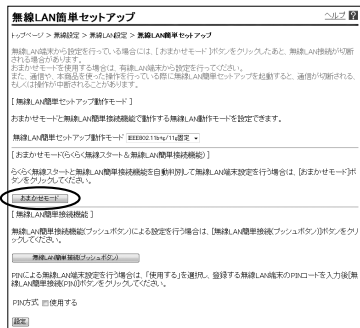 無線LAN簡単セットアップ
ヘルプ ?
トップページ > 無線設定 > 無線LAN設定 > 無線LAN簡単セットアップ
無線LAN端末から設定を行っている場合には、[おまかせモード]ボタンをクリックしたあと、無線LAN接続が切断
される場合があります。
おまかせモードを使用する場合は、有線LAN端末から設定を行ってください。
また、通信や、本商品を使った操作を行っている際に無線LAN簡単セットアップを起動すると、通信が切断される、
もしくは操作が中断されることがあります。
[無線LAN簡単セットアップ動作モード]
おまかせモードと無線LAN簡単接続機能で動作する無線LAN動作モードを設定できます。
無線LAN簡単セットアップ動作モード IEEE802.11b+g/11g固定
[おまかせモード(らくらく無線スタート&無線LAN簡単接続機能)]
らくらく無線スタートと無線LAN簡単接続機能を自動判別して無線LAN端末設定を行う場合は、[おまかせモード]ボ
タンをクリックしてください。
おまかせモード
[無線LAN簡単接続機能]
無線LAN簡単接続機能(プッシュボタン)による設定を行う場合は、[無線LAN簡単接続(プッシュボタン)]ボタンをクリ
ックしてください。
無線LAN簡単接続(プッシュボタン)
PINによる無線LAN端末設定を行う場合は、「使用する」を選択し、登録する無線LAN端末のPINコードを入力後[無
線LAN簡単接続(PIN)]ボタンをクリックしてください。
PIN方式 使用する
設定